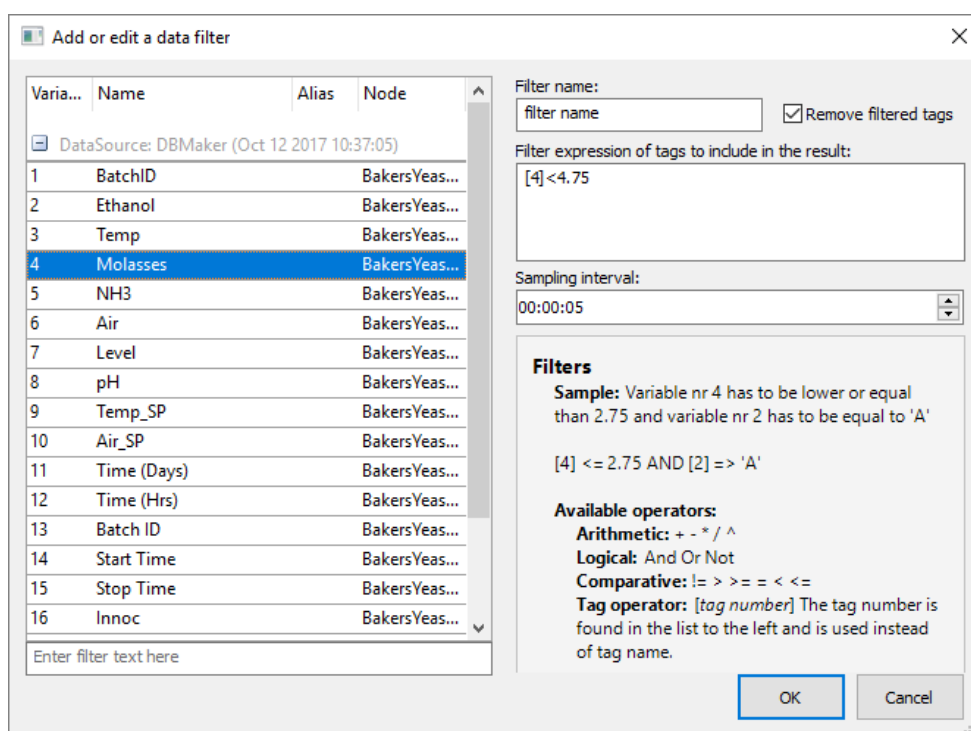 Add or edit a data filter
Varia... Name Alias Node
DataSource: DBMaker (Oct 12 2017 10:37:05)
1 BatchID BakersYeas...
2 Ethanol BakersYeas...
3 Temp BakersYeas...
4 Molasses BakersYeas...
5 NH3 BakersYeas...
6 Air BakersYeas...
7 Level BakersYeas...
8 pH BakersYeas...
9 Temp_SP BakersYeas...
10 Air_SP BakersYeas...
11 Time (Days) BakersYeas...
12 Time (Hrs) BakersYeas...
13 Batch ID BakersYeas...
14 Start Time BakersYeas...
15 Stop Time BakersYeas...
16 Innoc BakersYeas...
Enter filter text here
Filter name:
filter name
Remove filtered tags
Filter expression of tags to include in the result:
[4]<4.75
Sampling interval:
00:00:05
Filters
Sample: Variable nr 4 has to be lower or equal
than 2.75 and variable nr 2 has to be equal to 'A'
[4] <= 2.75 AND [2] => 'A'
Available operators:
Arithmetic: + - * / ^
Logical: And Or Not
Comparative: != > >= = < <=
Tag operator: [tag number] The tag number is
found in the list to the left and is used instead
of tag name.
OK Cancel